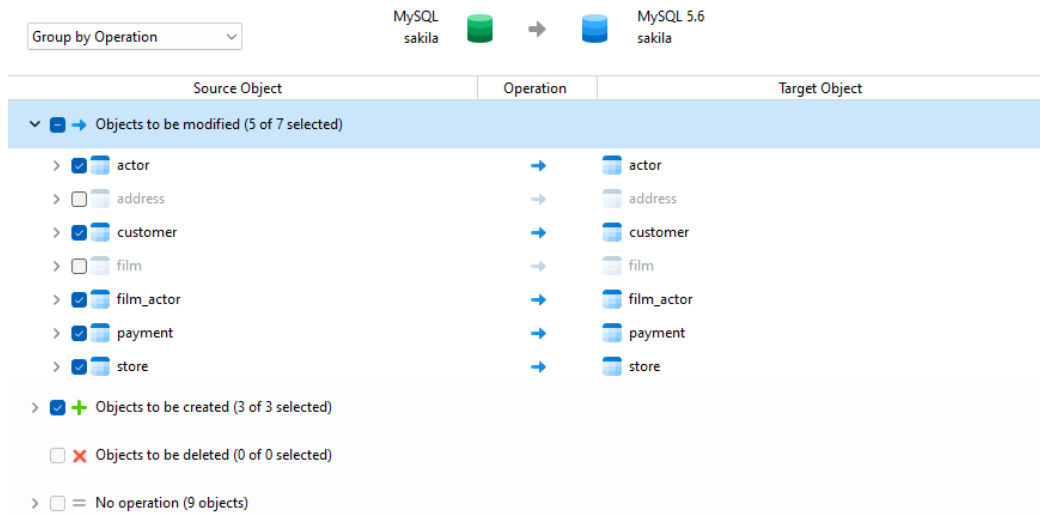 Group by Operation
MySQL
sakila
MySQL 5.6
sakila
Source Object Operation Target Object
Objects to be modified (5 of 7 selected)
actor actor
address address
customer customer
film film
film_actor film_actor
payment payment
store store
Objects to be created (3 of 3 selected)
Objects to be deleted (0 of 0 selected)
No operation (9 objects)